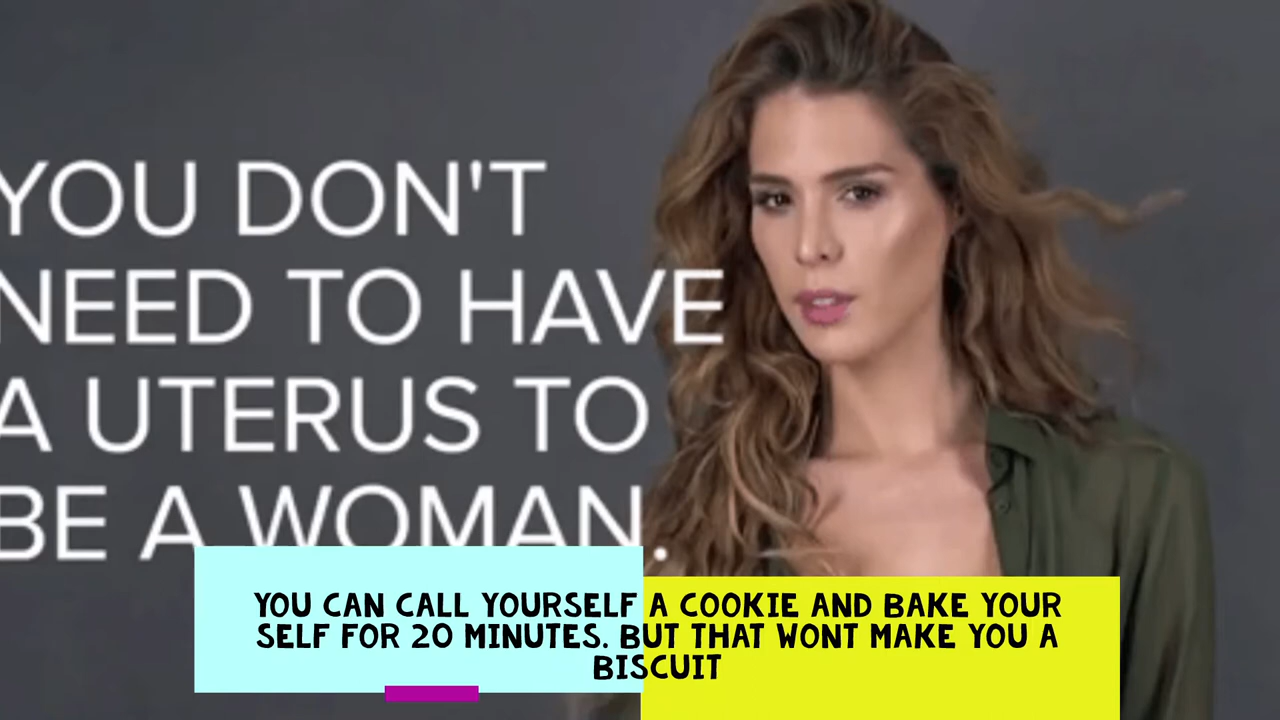 YOU DON'T
NEED TO HAVE
A UTERUS TO
BE A WOMAN.
YOU CAN CALL YOURSELF A COOKIE AND BAKE YOUR
SELF FOR 20 MINUTES. BUT THAT WONT MAKE YOU A
BISCUIT